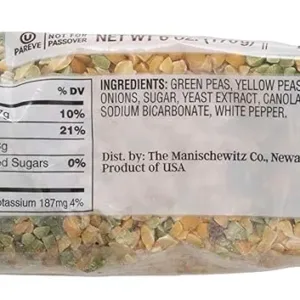 U
PAREVE
NOT FOR
PASSOVER
NET WT 6 OZ. (170g)
% DV
7g 10%
21%
g
ed Sugars 0%
otassium 187mg 4%
INGREDIENTS: GREEN PEAS, YELLOW PEAS
ONIONS, SUGAR, YEAST EXTRACT, CANOLA
SODIUM BICARBONATE, WHITE PEPPER.
Dist. by: The Manischewitz Co., Newa
Product of USA